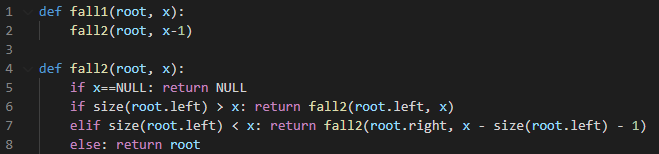 1 def fall1(root, x):
2     fall2(root, x-1)
3
4 def fall2(root, x):
5     if x==NULL: return NULL
6     if size(root.left) > x: return fall2(root.left, x)
7     elif size(root.left) < x: return fall2(root.right, x - size(root.left) - 1)
8     else: return root